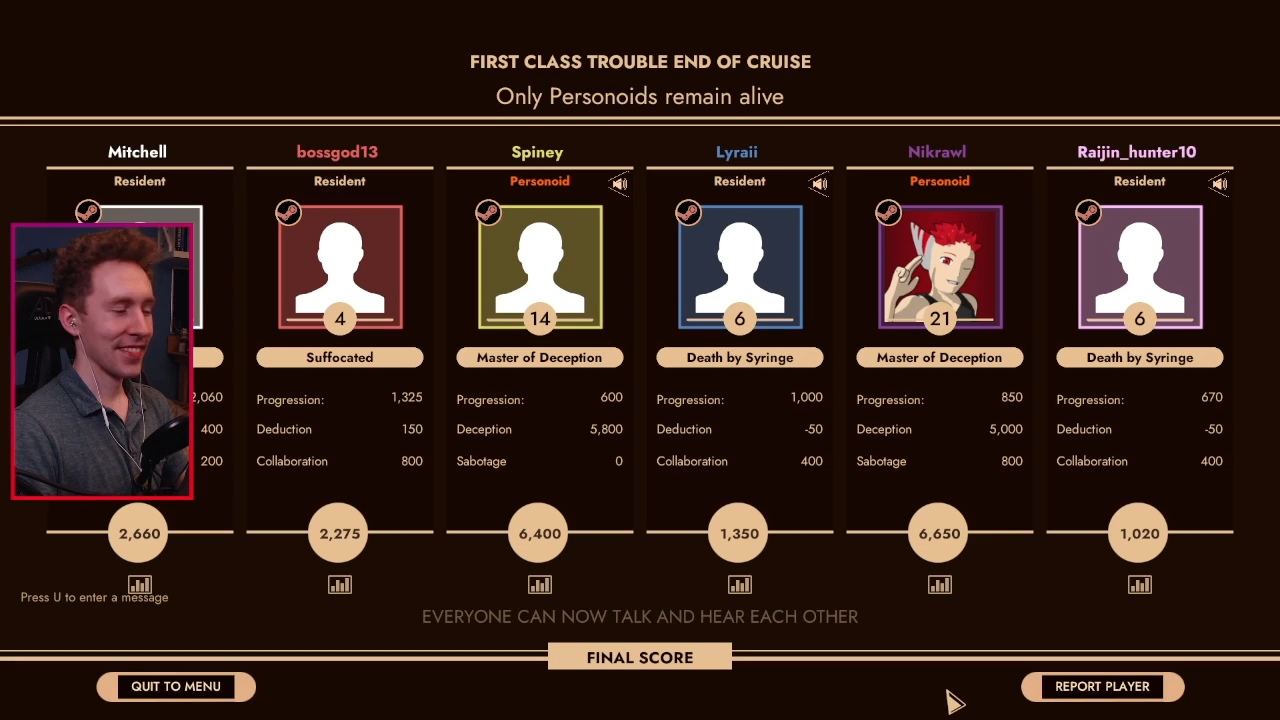 FIRST CLASS TROUBLE END OF CRUISE
Only Personoids remain alive
Mitchell bossgod13 Spiney Lyraii Nikrawl Raijin_hunter10
Resident Resident Personoid Resident Personoid Resident
4 14 6 21 6
Suffocated Master of Deception Death by Syringe Master of Deception Death by Syringe
2,060 Progression: 1,325 Progression: 600 Progression: 1,000 Progression: 850 Progression: 670
400 Deduction 150 Deception 5,800 Deduction -50 Deception 5,000 Deduction -50
200 Collaboration 800 Sabotage 0 Collaboration 400 Sabotage 800 Collaboration 400
2,660 2,275 6,400 1,350 6,650 1,020
Press U to enter a message
EVERYONE CAN NOW TALK AND HEAR EACH OTHER
FINAL SCORE
QUIT TO MENU REPORT PLAYER